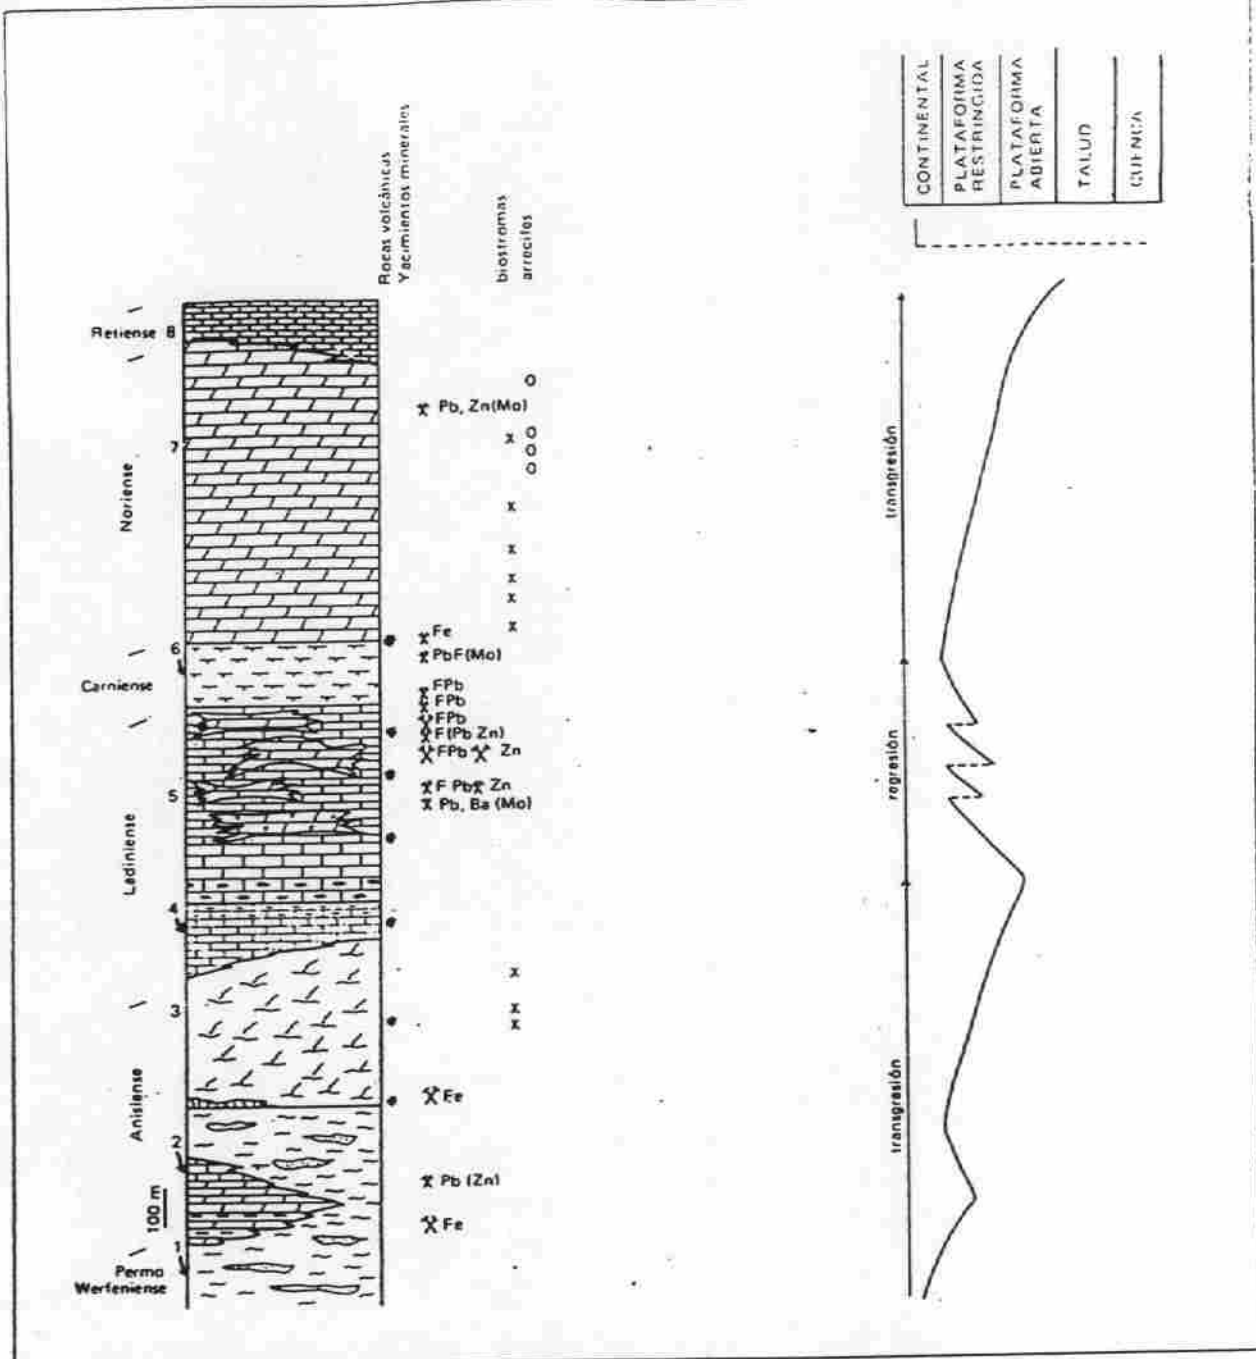 Rocas volcánicas
Yacimientos minerales
biostromas
arrecifes
CONTINENTAL
PLATAFORMA
RESTRINGIDA
PLATAFORMA
ABIERTA
TALUD
CUENCA
Retiense 8
7
Noriense
6
Carniense
5
Ladiniense
4
3
Anisiense
2
100 m
1
Permo
Werfeniense
Pb, Zn(Mo)
Fe
PbF(Mo)
FPb
FPb
FPb
F(Pb Zn)
FPb Zn
F Pb Zn
Pb, Ba (Mo)
Fe
Pb (Zn)
Fe
transgresión
regresión
transgresión